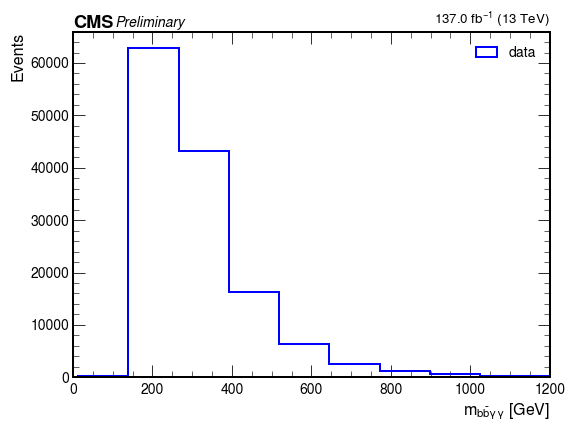 CMS Preliminary
137.0 fb⁻¹ (13 TeV)
Events
data
60000
50000
40000
30000
20000
10000
0
0 200 400 600 800 1000 1200
m_{bb̄γγ} [GeV]